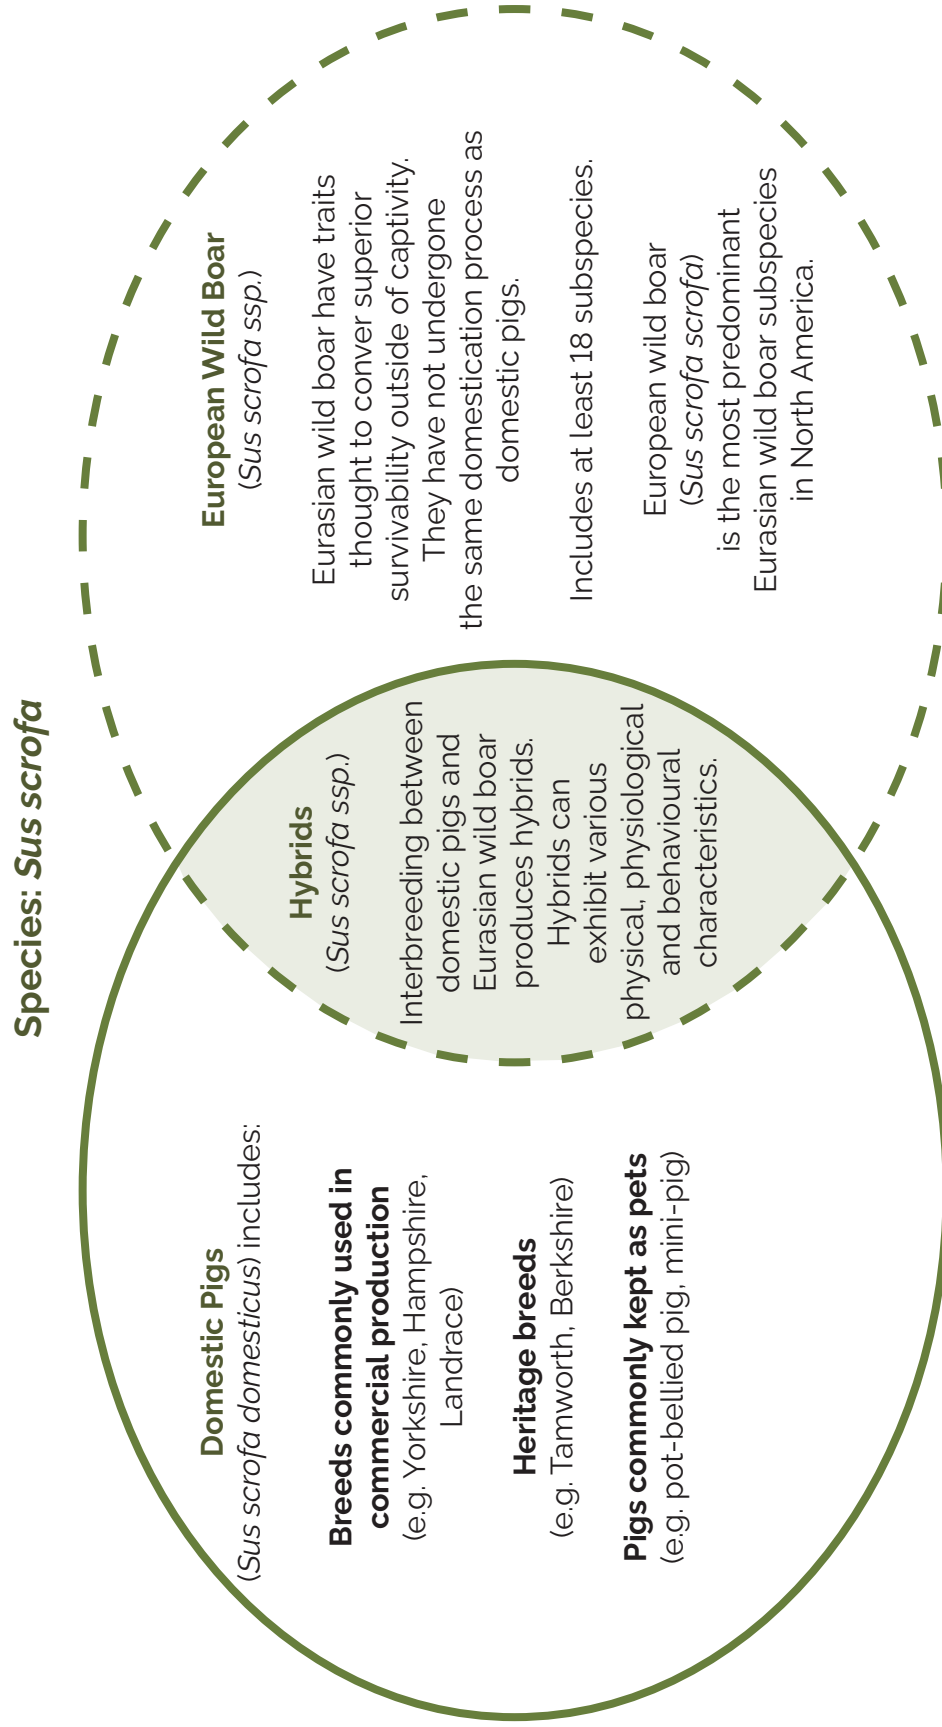 Species: Sus scrofa
Domestic Pigs
(Sus scrofa domesticus) includes:
Breeds commonly used in
commercial production
(e.g. Yorkshire, Hampshire,
Landrace)
Heritage breeds
(e.g. Tamworth, Berkshire)
Pigs commonly kept as pets
(e.g. pot-bellied pig, mini-pig)
Hybrids
(Sus scrofa ssp.)
Interbreeding between
domestic pigs and
Eurasian wild boar
produces hybrids.
Hybrids can
exhibit various
physical, physiological
and behavioural
characteristics.
European Wild Boar
(Sus scrofa ssp.)
Eurasian wild boar have traits
thought to conver superior
survivability outside of captivity.
They have not undergone
the same domestication process as
domestic pigs.
Includes at least 18 subspecies.
European wild boar
(Sus scrofa scrofa)
is the most predominant
Eurasian wild boar subspecies
in North America.